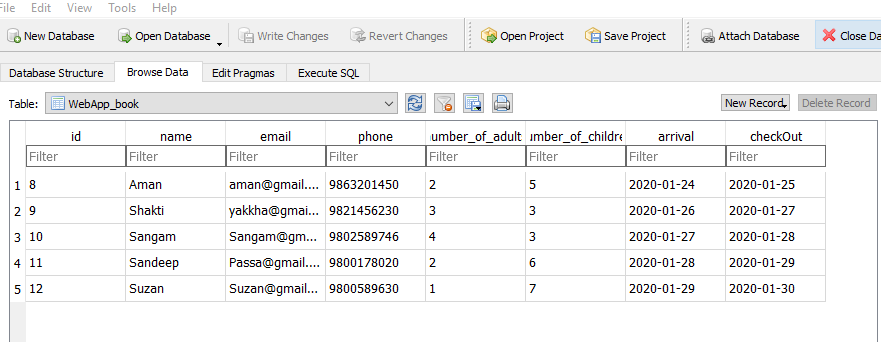 File Edit View Tools Help
New Database Open Database Write Changes Revert Changes Open Project Save Project Attach Database Close Da
Database Structure Browse Data Edit Pragmas Execute SQL
Table: WebApp_book New Record Delete Record
id name email phone umber_of_adult umber_of_childre arrival checkOut
Filter Filter Filter Filter Filter Filter Filter Filter
1 8 Aman aman@gmail.... 9863201450 2 5 2020-01-24 2020-01-25
2 9 Shakti yakkha@gmai... 9821456230 3 3 2020-01-26 2020-01-27
3 10 Sangam Sangam@gm... 9802589746 4 3 2020-01-27 2020-01-28
4 11 Sandeep Passa@gmail.... 9800178020 2 6 2020-01-28 2020-01-29
5 12 Suzan Suzan@gmail... 9800589630 1 7 2020-01-29 2020-01-30